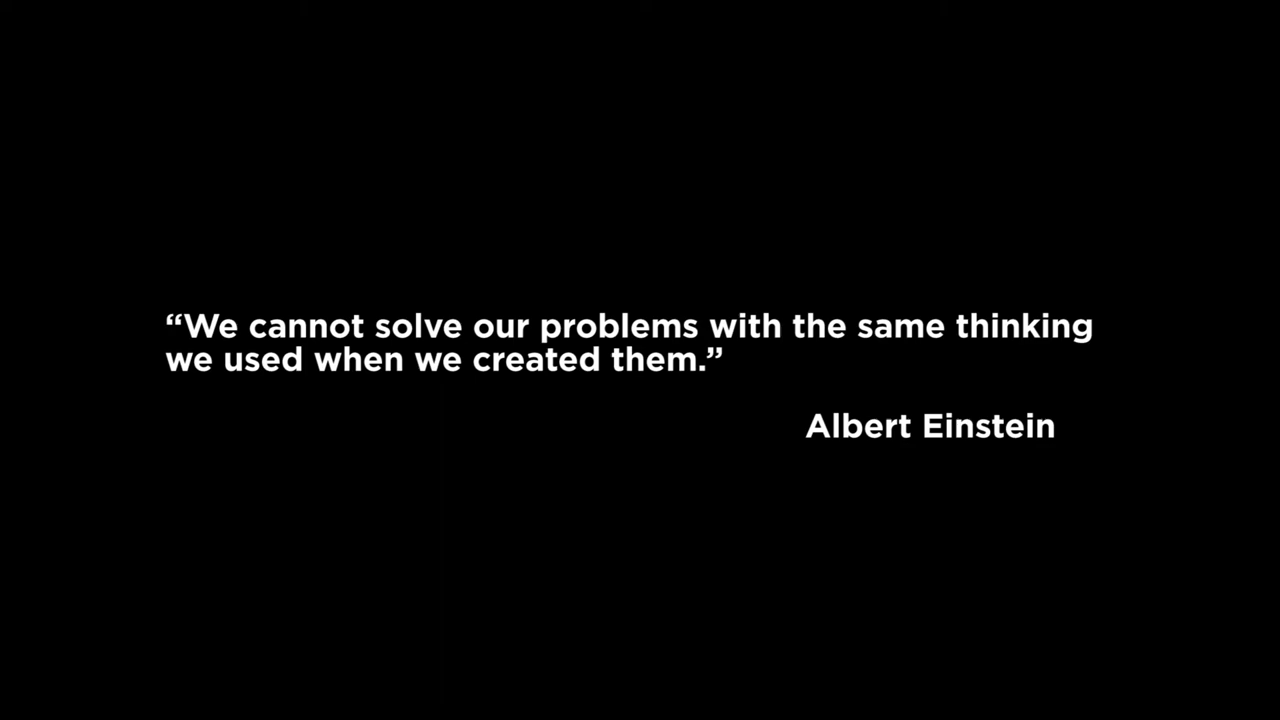 “We cannot solve our problems with the same thinking
we used when we created them.”
Albert Einstein